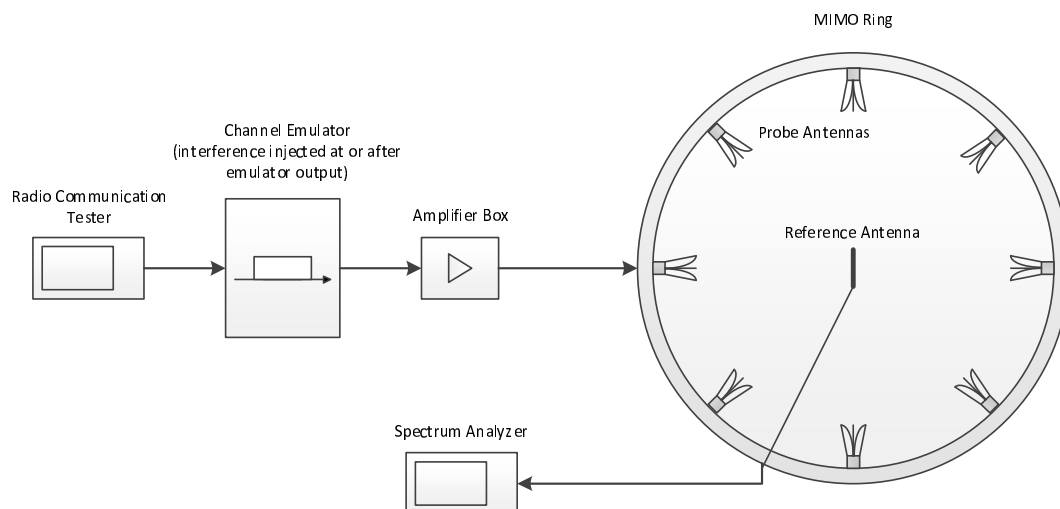 MIMO Ring
Probe Antennas
Channel Emulator
(interference injected at or after
emulator output)
Radio Communication
Tester
Amplifier Box
Reference Antenna
Spectrum Analyzer